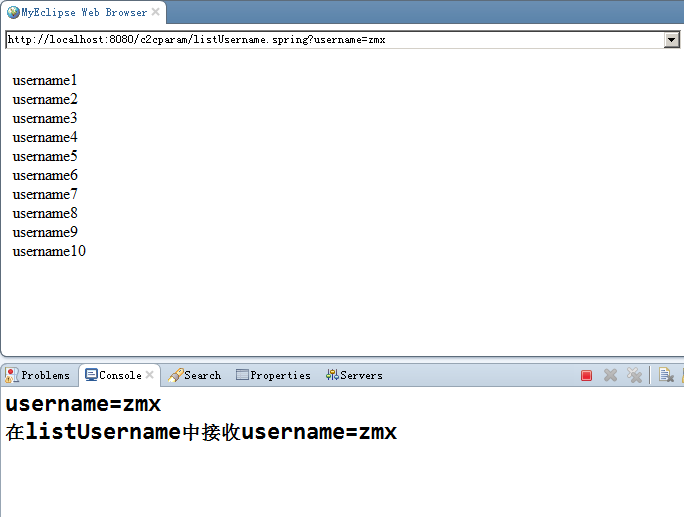 MyEclipse Web Browser
http://localhost:8080/c2cparam/listUsername.spring?username=zmx
username1
username2
username3
username4
username5
username6
username7
username8
username9
username10
Problems Console Search Properties Servers
username=zmx
在listUsername中接收username=zmx